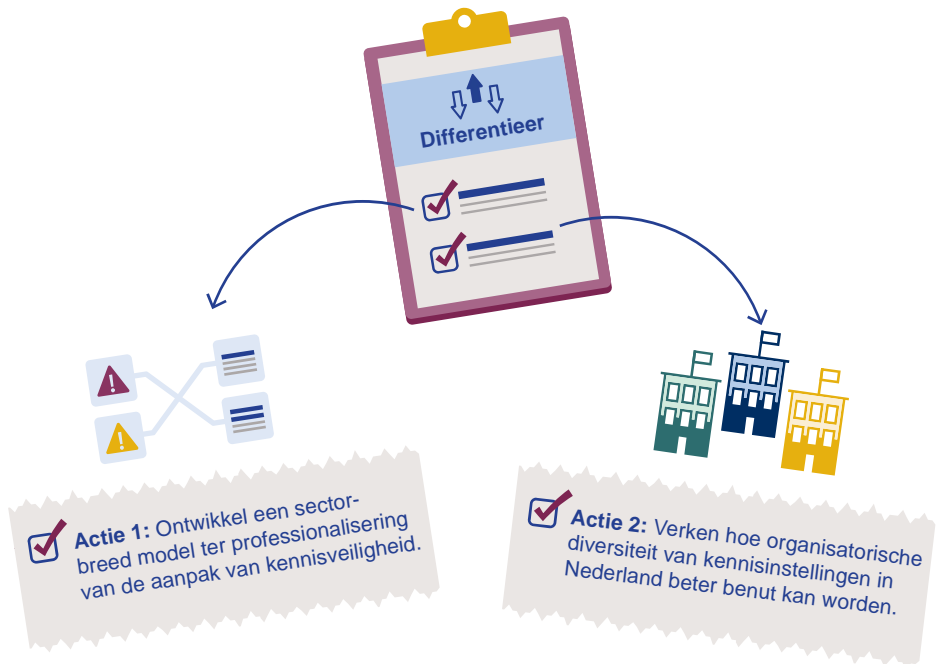 Differentieer
Actie 1: Ontwikkel een sector-
breed model ter professionalisering
van de aanpak van kennisveiligheid.
Actie 2: Verken hoe organisatorische
diversiteit van kennisinstellingen in
Nederland beter benut kan worden.